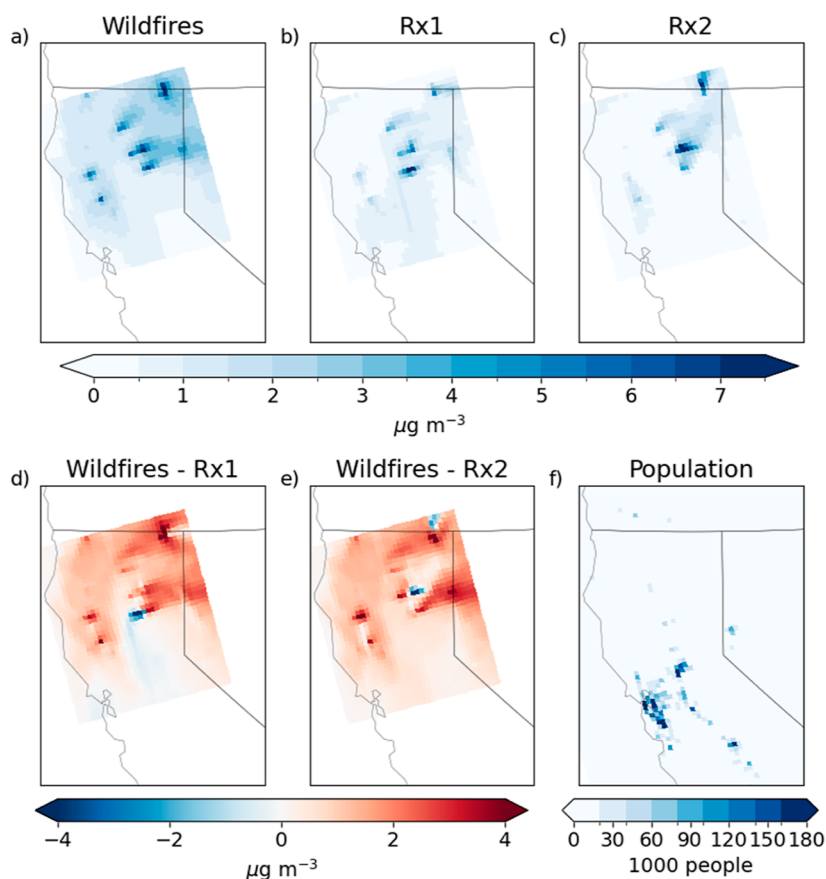 a) Wildfires b) Rx1 c) Rx2
0 1 2 3 4 5 6 7
μg m⁻³
d) Wildfires - Rx1 e) Wildfires - Rx2 f) Population
−4 −2 0 2 4 0 30 60 90 120 150 180
μg m⁻³ 1000 people